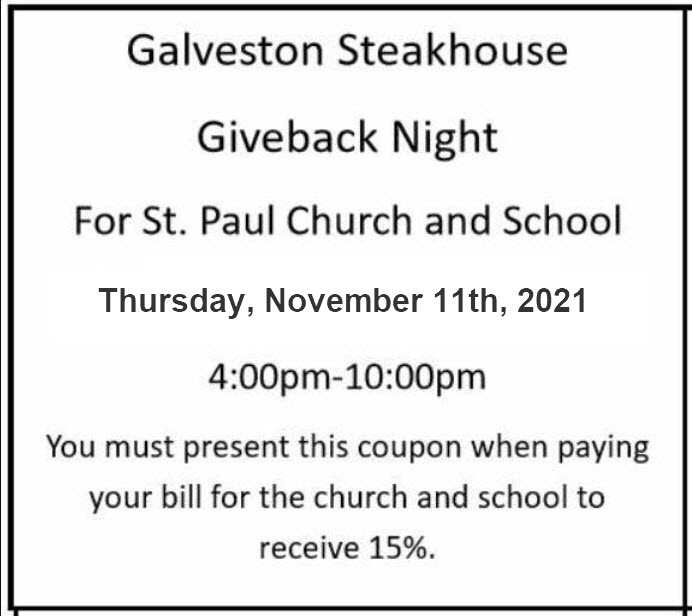 Galveston Steakhouse
Giveback Night
For St. Paul Church and School
Thursday, November 11th, 2021
4:00pm-10:00pm
You must present this coupon when paying
your bill for the church and school to
receive 15%.